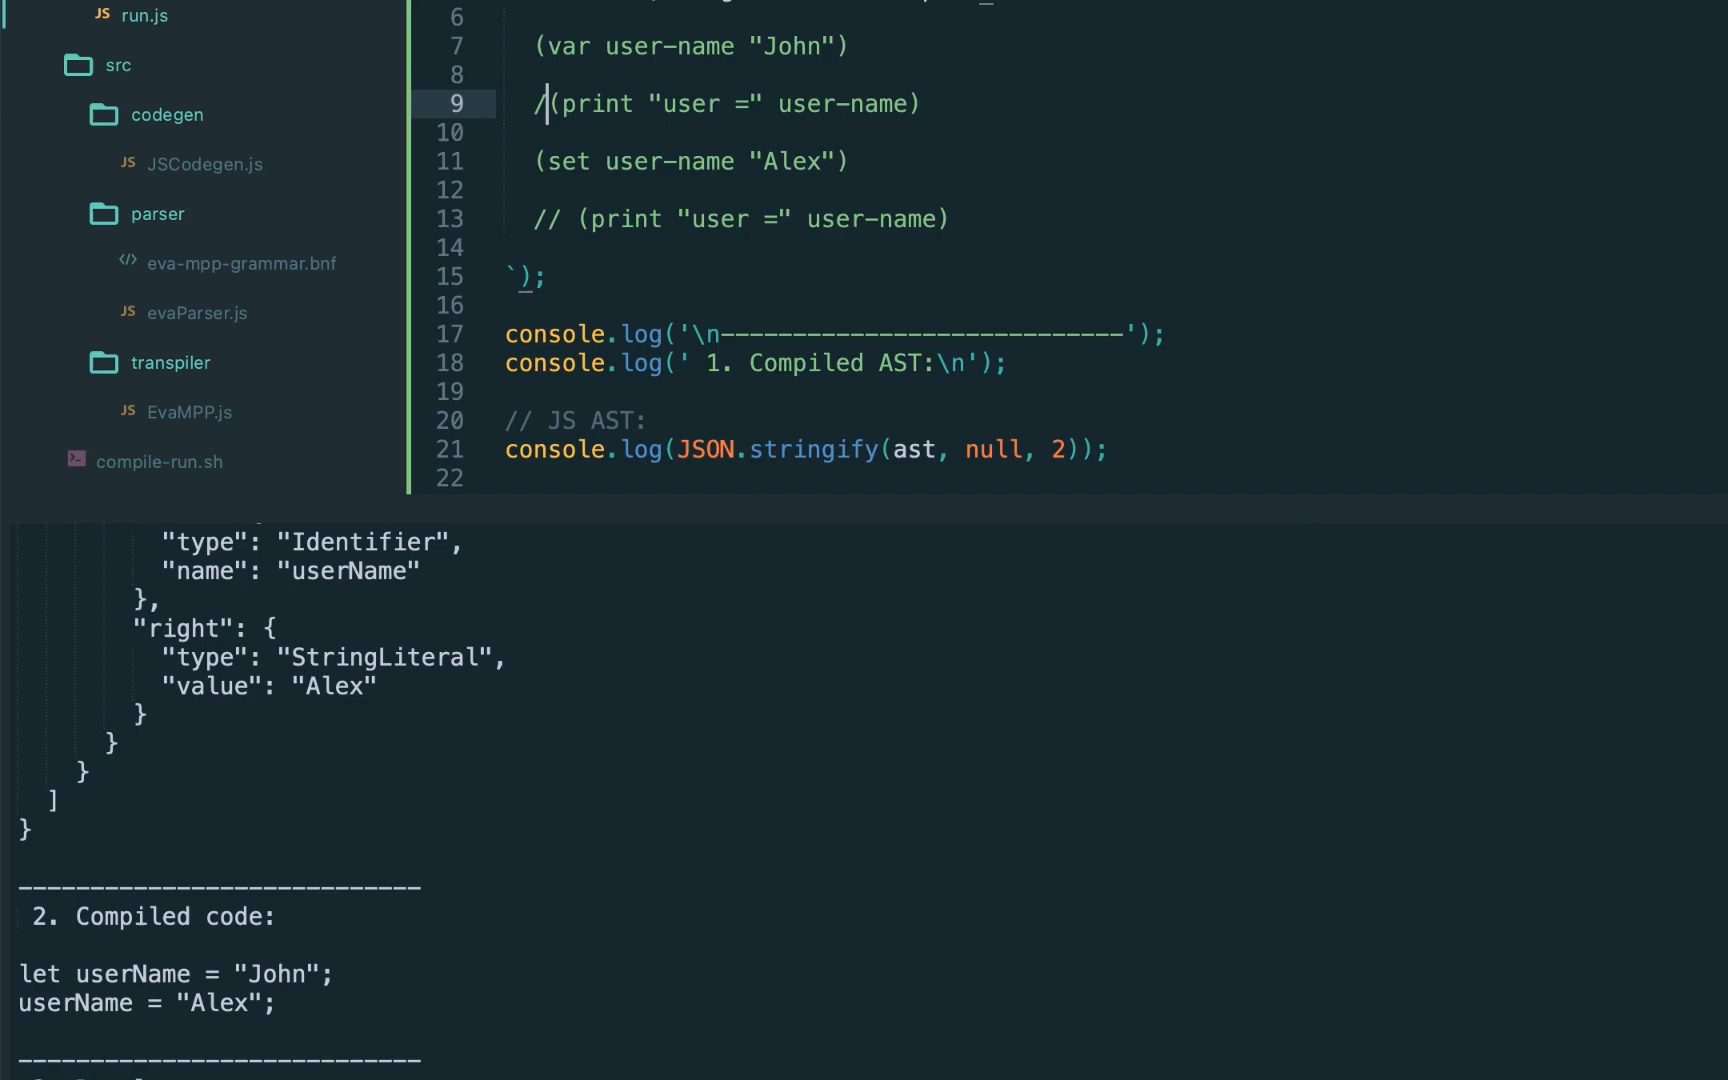 JS run.js
src
codegen
JS JSCodegen.js
parser
</> eva-mpp-grammar.bnf
JS evaParser.js
transpiler
JS EvaMPP.js
compile-run.sh
6
7 (var user-name "John")
8
9 /(print "user =" user-name)
10
11 (set user-name "Alex")
12
13 // (print "user =" user-name)
14
15 `);
16
17 console.log('\n----------------------------');
18 console.log(' 1. Compiled AST:\n');
19
20 // JS AST:
21 console.log(JSON.stringify(ast, null, 2));
22
"type": "Identifier",
"name": "userName"
},
"right": {
"type": "StringLiteral",
"value": "Alex"
}
}
}
]
}
----------------------------
2. Compiled code:
let userName = "John";
userName = "Alex";
----------------------------